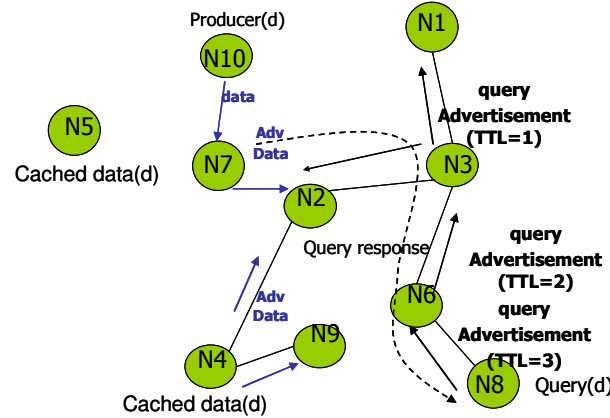 Producer(d)
N1
N10
query
Advertisement
(TTL=1)
data
N5
Adv
Data
N7
N3
Cached data(d)
N2
Query response
query
Advertisement
(TTL=2)
Adv
Data
N6
query
Advertisement
(TTL=3)
N9
N4
N8
Query(d)
Cached data(d)